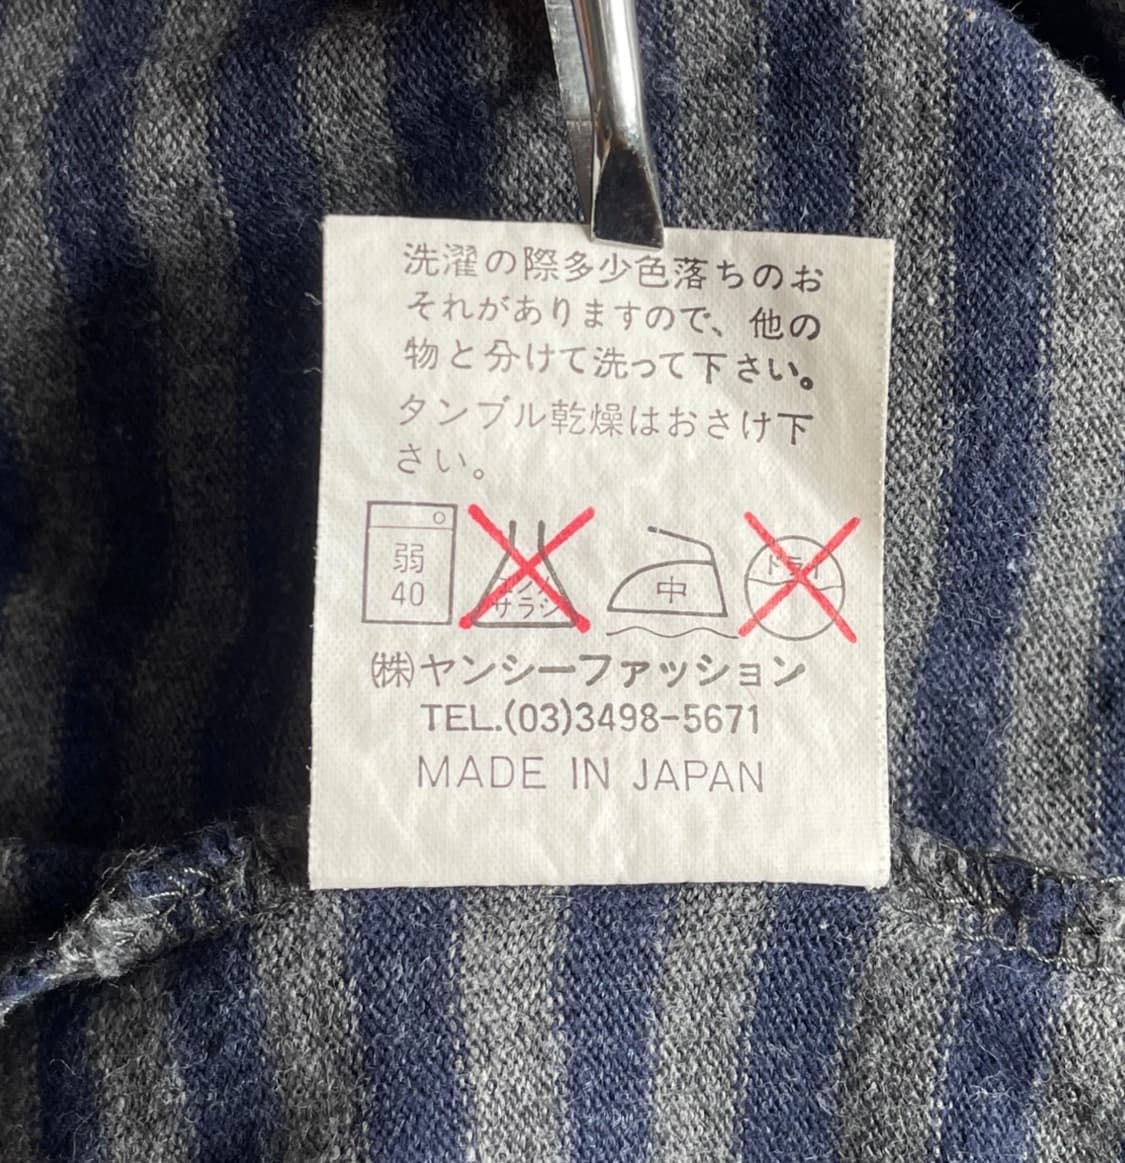 洗濯の際多少色落ちのお
それがありますので、他の
物と分けて洗って下さい。
タンブル乾燥はおさけ下
さい。
弱
40
エンソ
サラシ
中
ドライ
㈱ヤンシーファッション
TEL.(03)3498-5671
MADE IN JAPAN